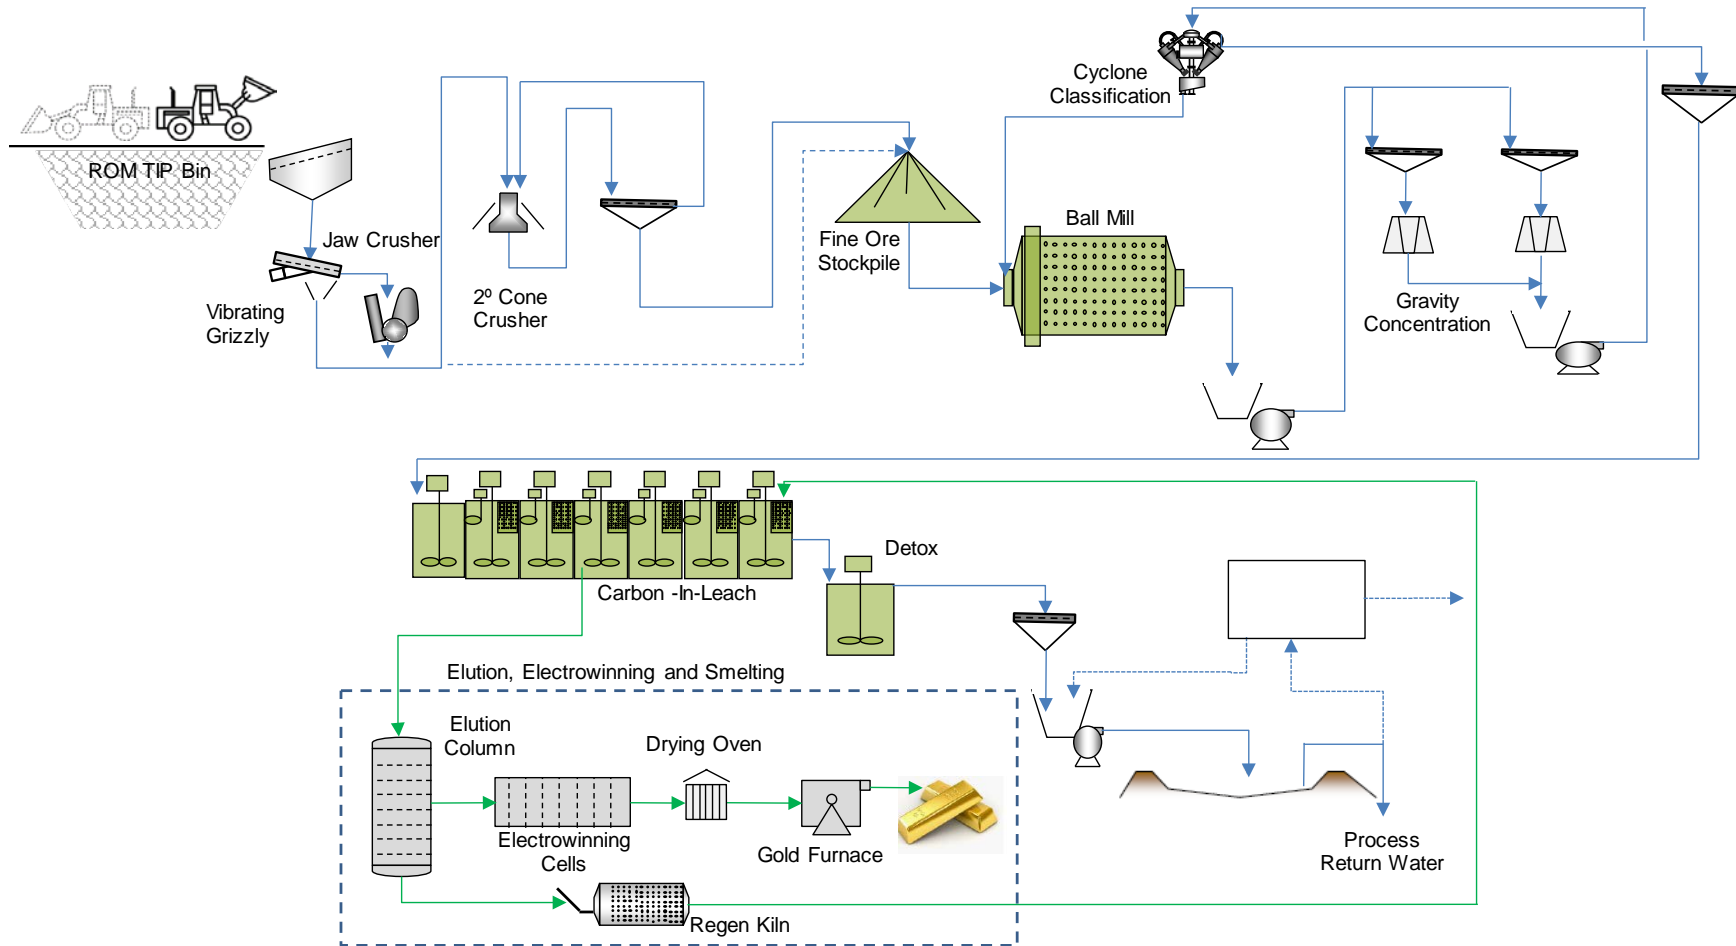 Cyclone
Classification
ROM TIP Bin
Jaw Crusher
Vibrating
Grizzly
2º Cone
Crusher
Fine Ore
Stockpile
Ball Mill
Gravity
Concentration
Carbon -In-Leach
Detox
Elution, Electrowinning and Smelting
Elution
Column
Drying Oven
Electrowinning
Cells
Gold Furnace
Regen Kiln
Process
Return Water